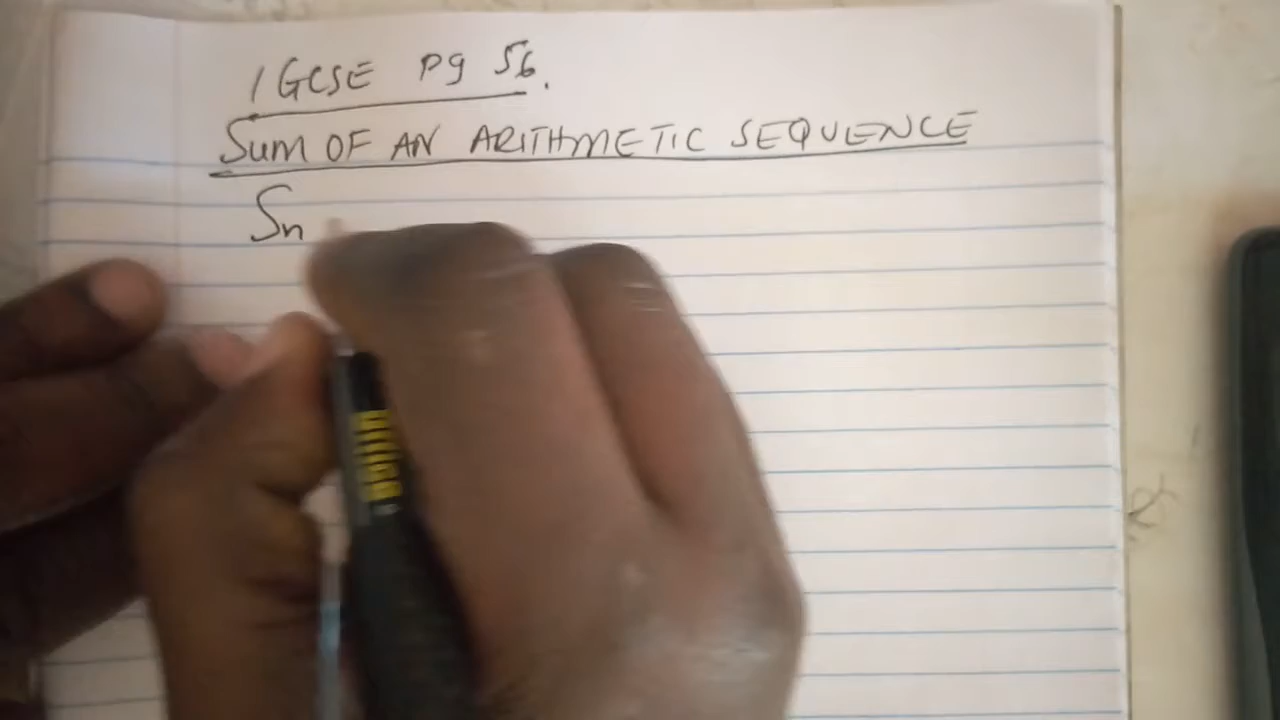 IGCSE pg 56.
SUM OF AN ARITHMETIC SEQUENCE
Sn